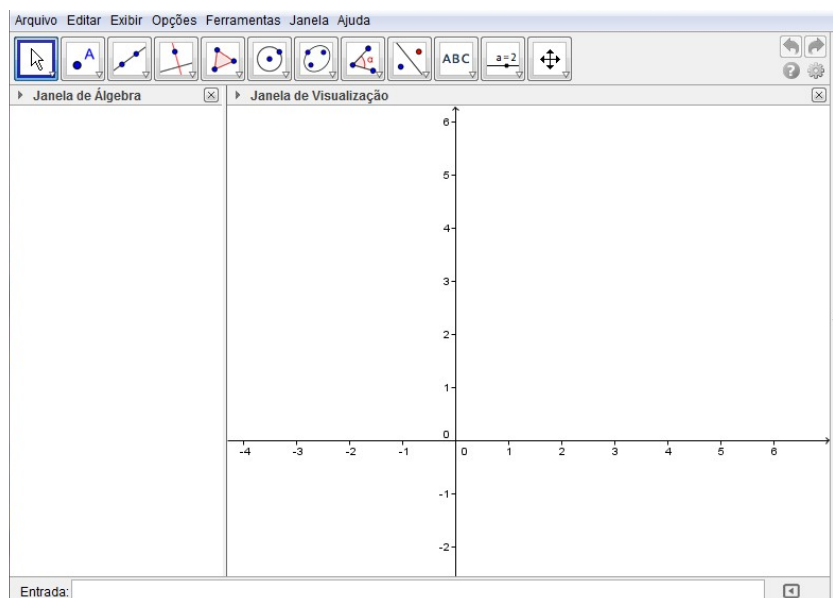 Arquivo Editar Exibir Opções Ferramentas Janela Ajuda
A α ABC a=2
Janela de Álgebra Janela de Visualização
6
5
4
3
2
1
0
-4 -3 -2 -1 0 1 2 3 4 5 6
-1
-2
Entrada: